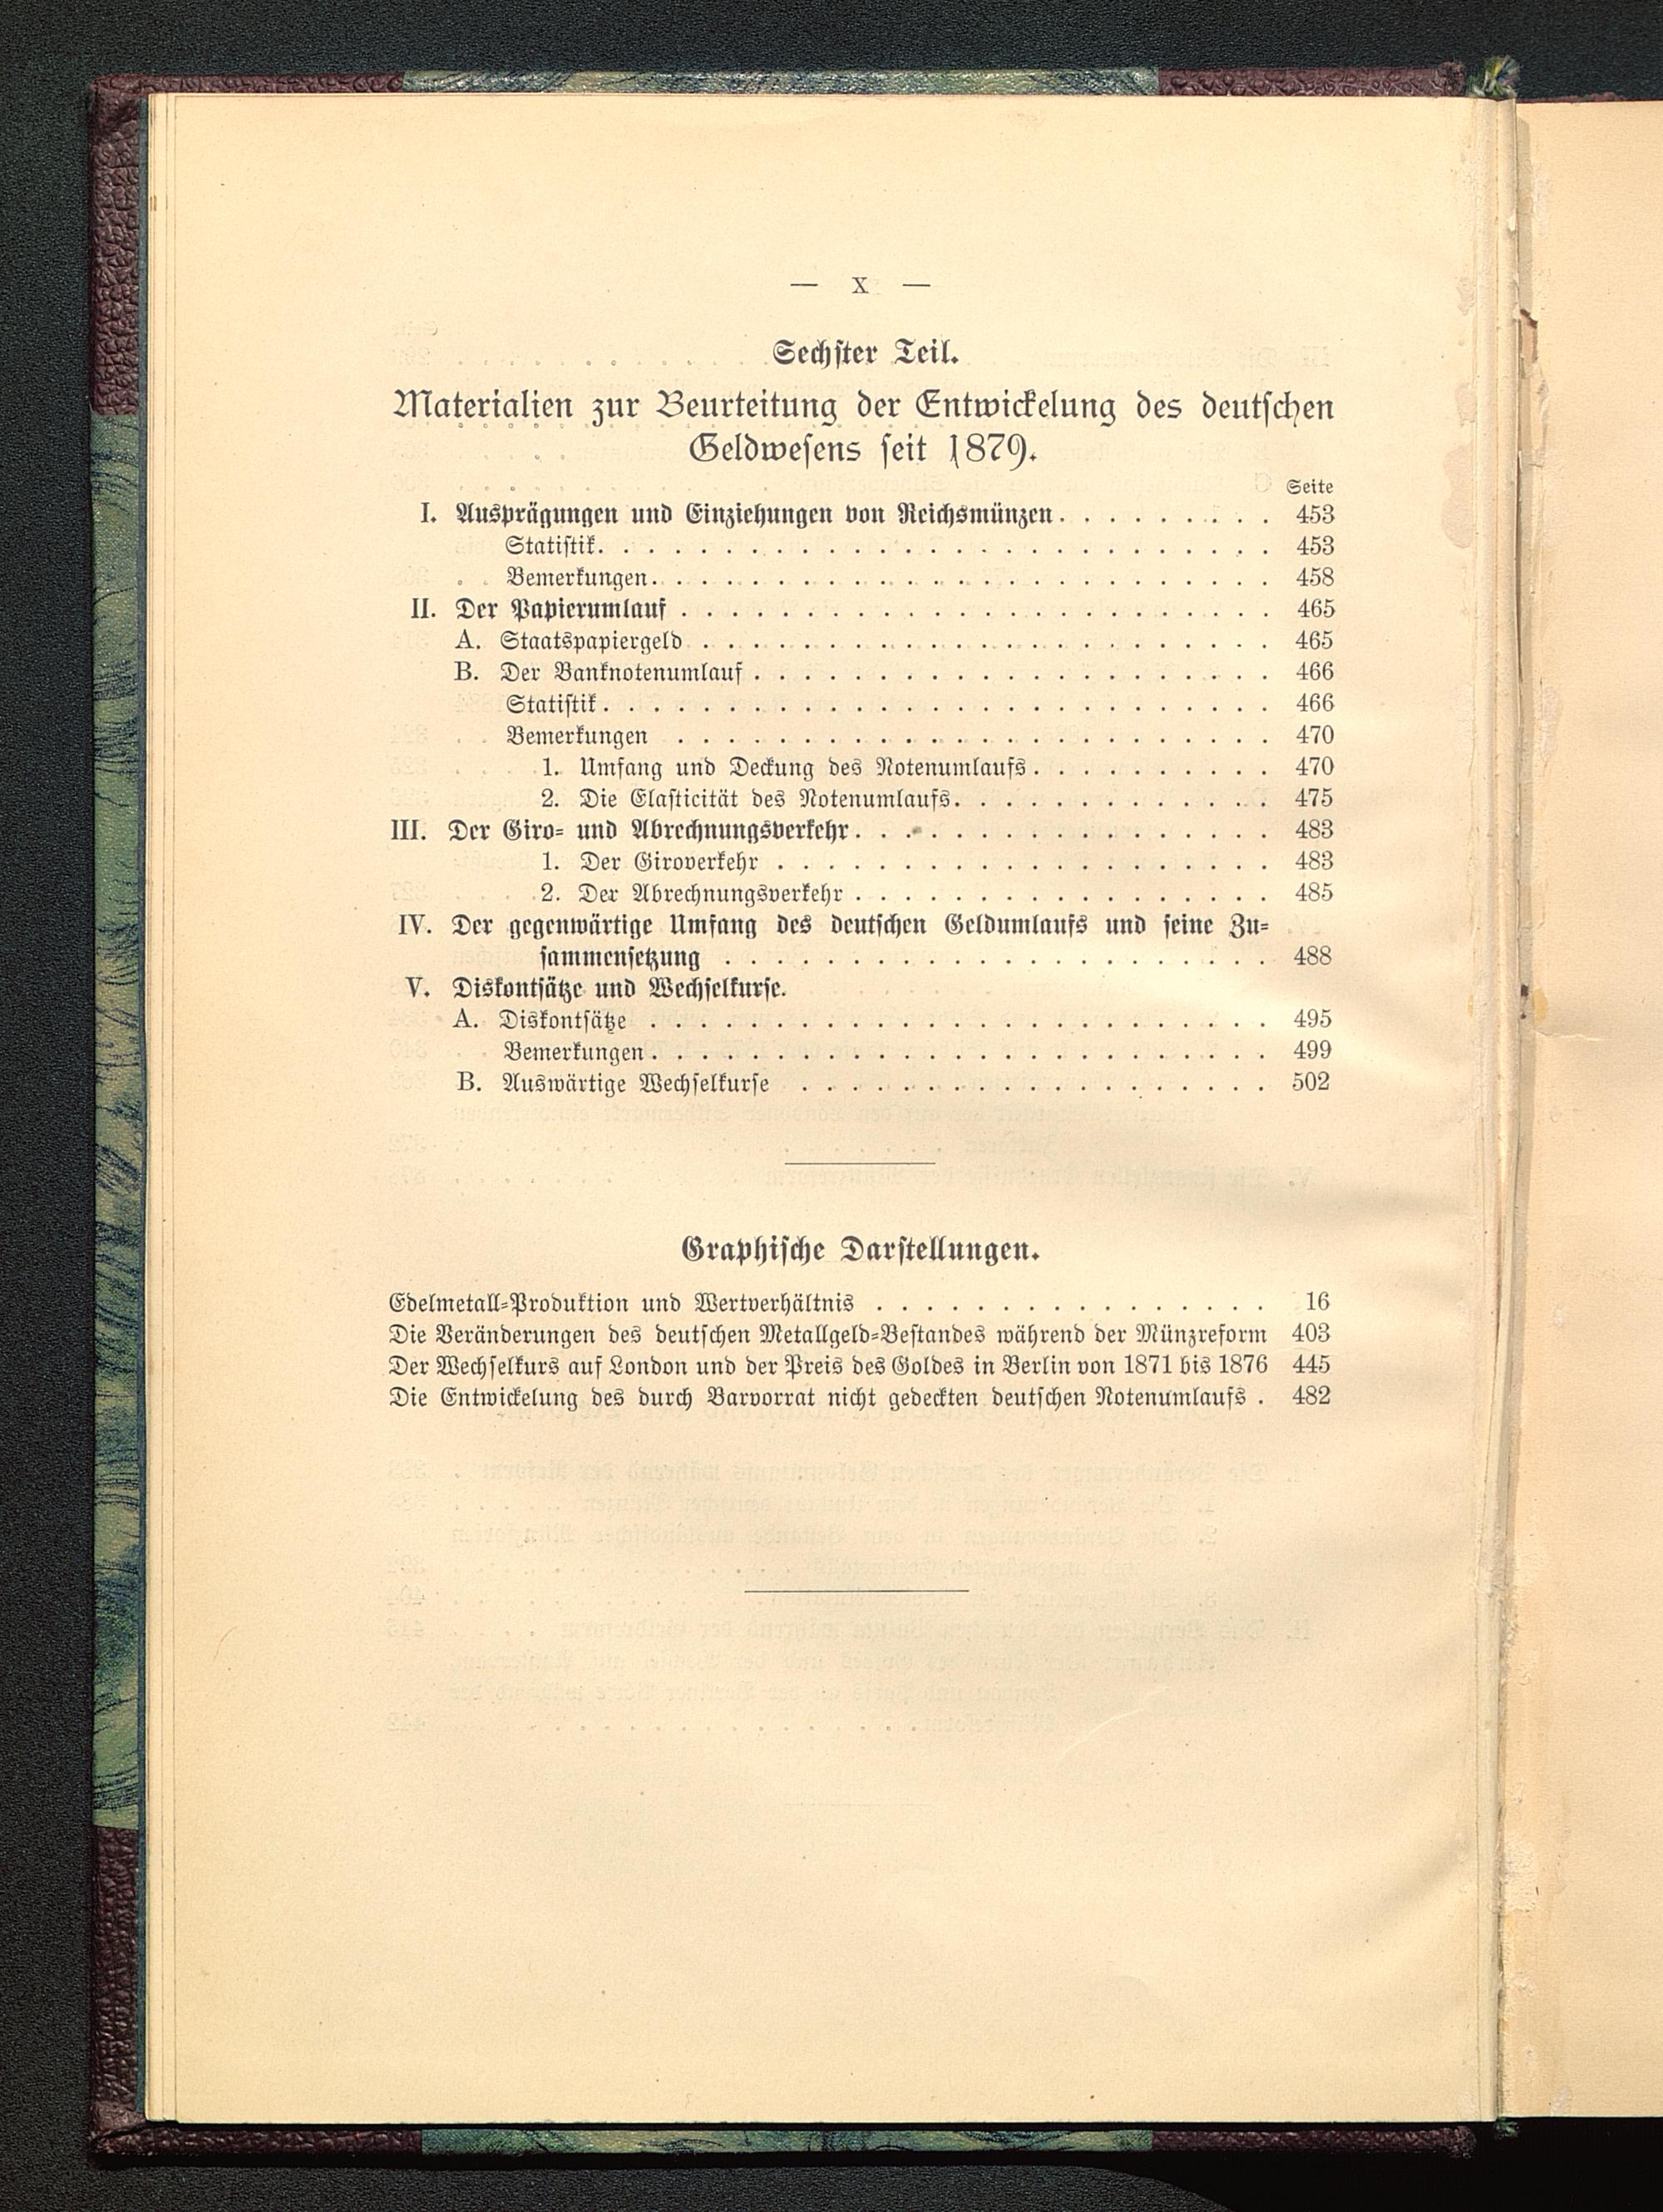 — X —
Sechster Teil.
Materialien zur Beurteitung der Entwickelung des deutschen
Geldwesens seit 1879.
Seite
I. Ausprägungen und Einziehungen von Reichsmünzen . . . . . . . . . 453
Statistik . . . . . . . . . . . . . . . . . . . . . . . . . . . 453
Bemerkungen . . . . . . . . . . . . . . . . . . . . . . . . . 458
II. Der Papierumlauf . . . . . . . . . . . . . . . . . . . . . . . . 465
A. Staatspapiergeld . . . . . . . . . . . . . . . . . . . . . . . 465
B. Der Banknotenumlauf . . . . . . . . . . . . . . . . . . . . . 466
Statistik . . . . . . . . . . . . . . . . . . . . . . . . . . . 466
Bemerkungen . . . . . . . . . . . . . . . . . . . . . . . . 470
1. Umfang und Deckung des Notenumlaufs . . . . . . . . . . 470
2. Die Elasticität des Notenumlaufs . . . . . . . . . . . . . 475
III. Der Giro- und Abrechnungsverkehr . . . . . . . . . . . . . . . . . 483
1. Der Giroverkehr . . . . . . . . . . . . . . . . . . . . 483
2. Der Abrechnungsverkehr . . . . . . . . . . . . . . . . . 485
IV. Der gegenwärtige Umfang des deutschen Geldumlaufs und seine Zu-
sammensetzung . . . . . . . . . . . . . . . . . . . . . . 488
V. Diskontsätze und Wechselkurse.
A. Diskontsätze . . . . . . . . . . . . . . . . . . . . . . . . . 495
Bemerkungen . . . . . . . . . . . . . . . . . . . . . . . . . 499
B. Auswärtige Wechselkurse . . . . . . . . . . . . . . . . . . . 502
Graphische Darstellungen.
Edelmetall-Produktion und Wertverhältnis . . . . . . . . . . . . . . . . 16
Die Veränderungen des deutschen Metallgeld-Bestandes während der Münzreform 403
Der Wechselkurs auf London und der Preis des Goldes in Berlin von 1871 bis 1876 445
Die Entwickelung des durch Barvorrat nicht gedeckten deutschen Notenumlaufs . 482